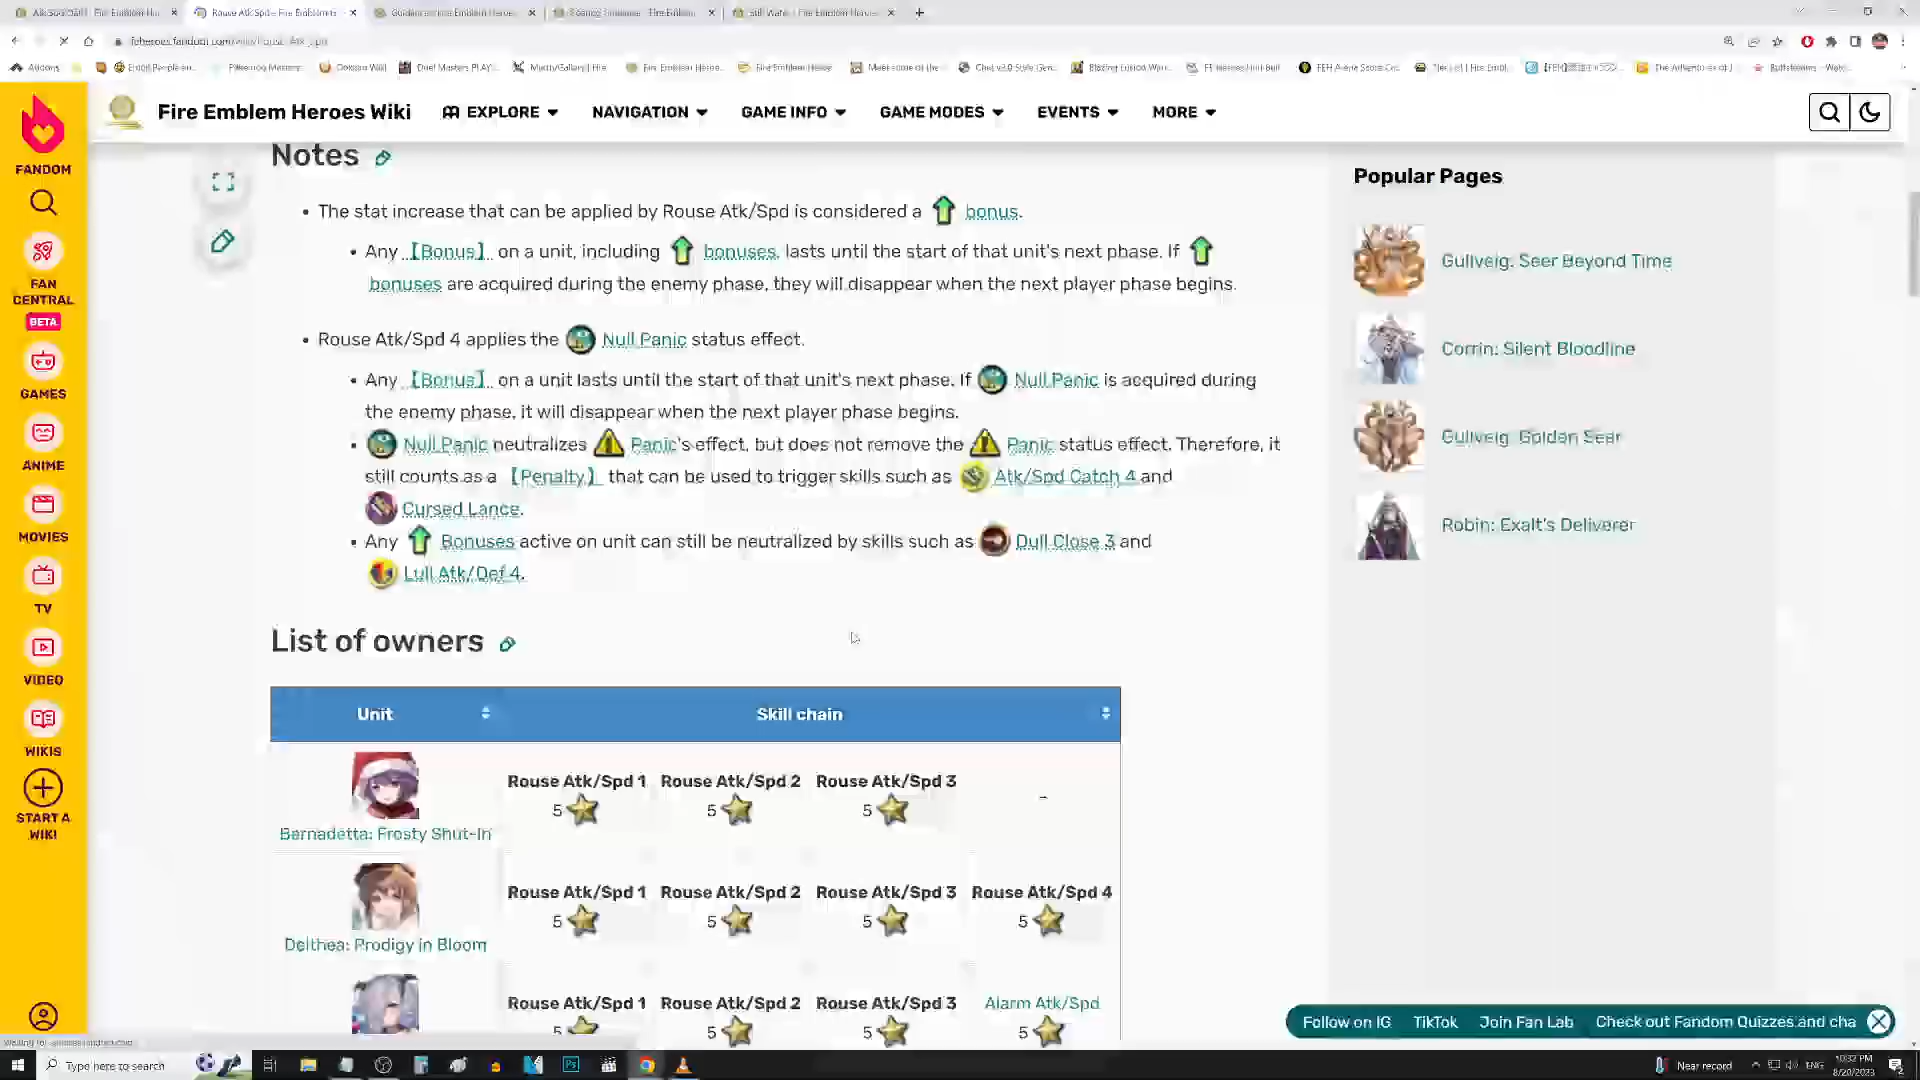 Fire Emblem Heroes Wiki
EXPLORE
NAVIGATION
GAME INFO
GAME MODES
EVENTS
MORE
FANDOM
FAN
CENTRAL
BETA
GAMES
ANIME
MOVIES
TV
VIDEO
WIKIS
START A
WIKI
Notes
• The stat increase that can be applied by Rouse Atk/Spd is considered a bonus.
• Any 【Bonus】 on a unit, including bonuses, lasts until the start of that unit's next phase. If
bonuses are acquired during the enemy phase, they will disappear when the next player phase begins.
• Rouse Atk/Spd 4 applies the Null Panic status effect.
• Any 【Bonus】 on a unit lasts until the start of that unit's next phase. If Null Panic is acquired during
the enemy phase, it will disappear when the next player phase begins.
• Null Panic neutralizes Panic's effect, but does not remove the Panic status effect. Therefore, it
still counts as a 【Penalty】 that can be used to trigger skills such as Atk/Spd Catch 4 and
Cursed Lance.
• Any Bonuses active on unit can still be neutralized by skills such as Dull Close 3 and
Lull Atk/Def 4.
List of owners
Unit
Skill chain
Rouse Atk/Spd 1 Rouse Atk/Spd 2 Rouse Atk/Spd 3
5 5 5 –
Bernadetta: Frosty Shut-In
Rouse Atk/Spd 1 Rouse Atk/Spd 2 Rouse Atk/Spd 3 Rouse Atk/Spd 4
5 5 5 5
Delthea: Prodigy in Bloom
Rouse Atk/Spd 1 Rouse Atk/Spd 2 Rouse Atk/Spd 3 Alarm Atk/Spd
5 5 5 5
Popular Pages
Gullveig: Seer Beyond Time
Corrin: Silent Bloodline
Gullveig: Golden Seer
Robin: Exalt's Deliverer
Follow on IG TikTok Join Fan Lab Check out Fandom Quizzes and cha
Type here to search
Near record
ENG
10:32 PM
8/20/2023